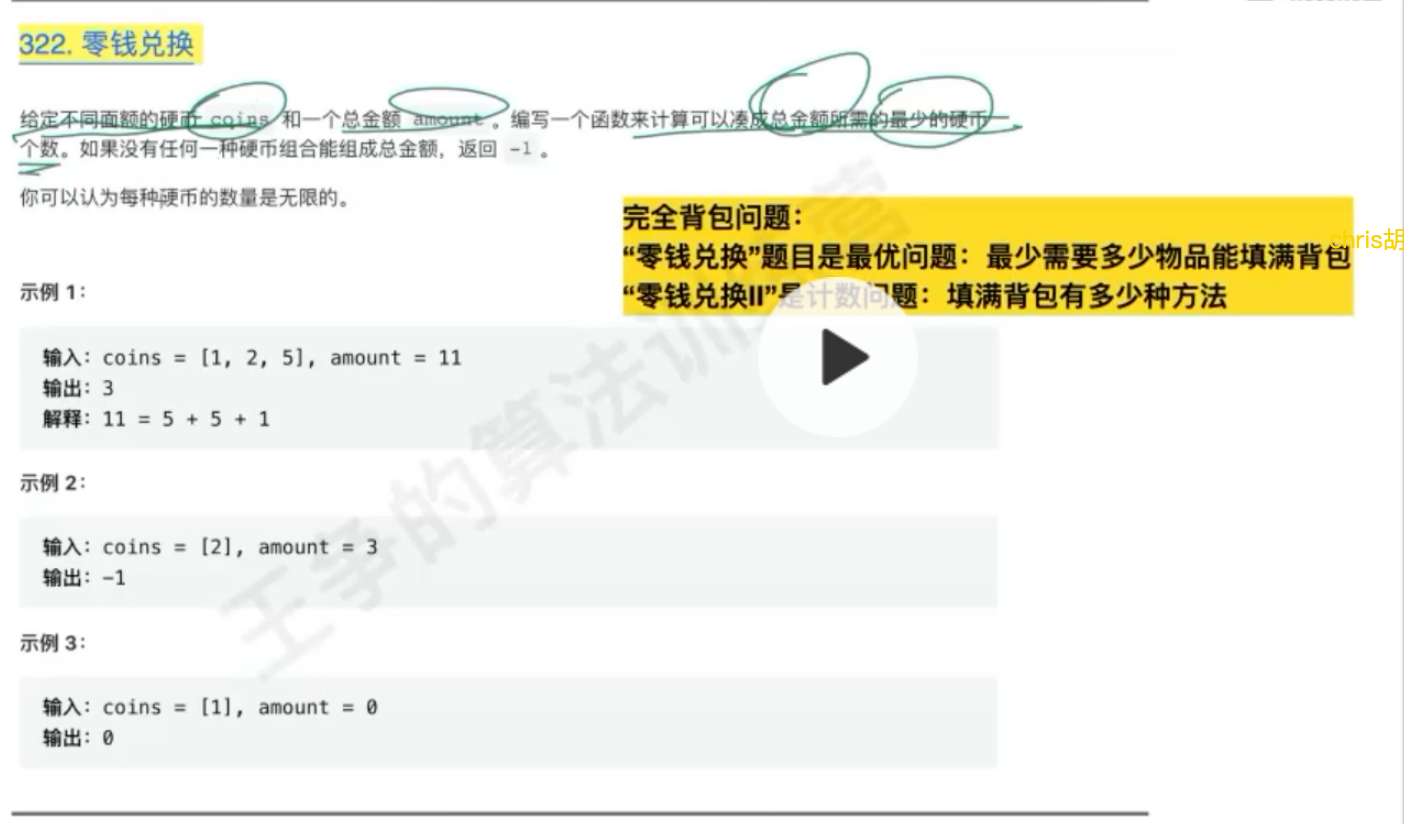 322. 零钱兑换
给定不同面额的硬币 coins 和一个总金额 amount 。编写一个函数来计算可以凑成总金额所需的最少的硬币
个数。如果没有任何一种硬币组合能组成总金额，返回 -1 。
你可以认为每种硬币的数量是无限的。
完全背包问题：
“零钱兑换”题目是最优问题：最少需要多少物品能填满背包
chris胡
“零钱兑换II”是计数问题：填满背包有多少种方法
示例 1：
输入：coins = [1, 2, 5], amount = 11
输出：3
解释：11 = 5 + 5 + 1
示例 2：
输入：coins = [2], amount = 3
输出：-1
示例 3：
输入：coins = [1], amount = 0
输出：0
王争的算法训练营